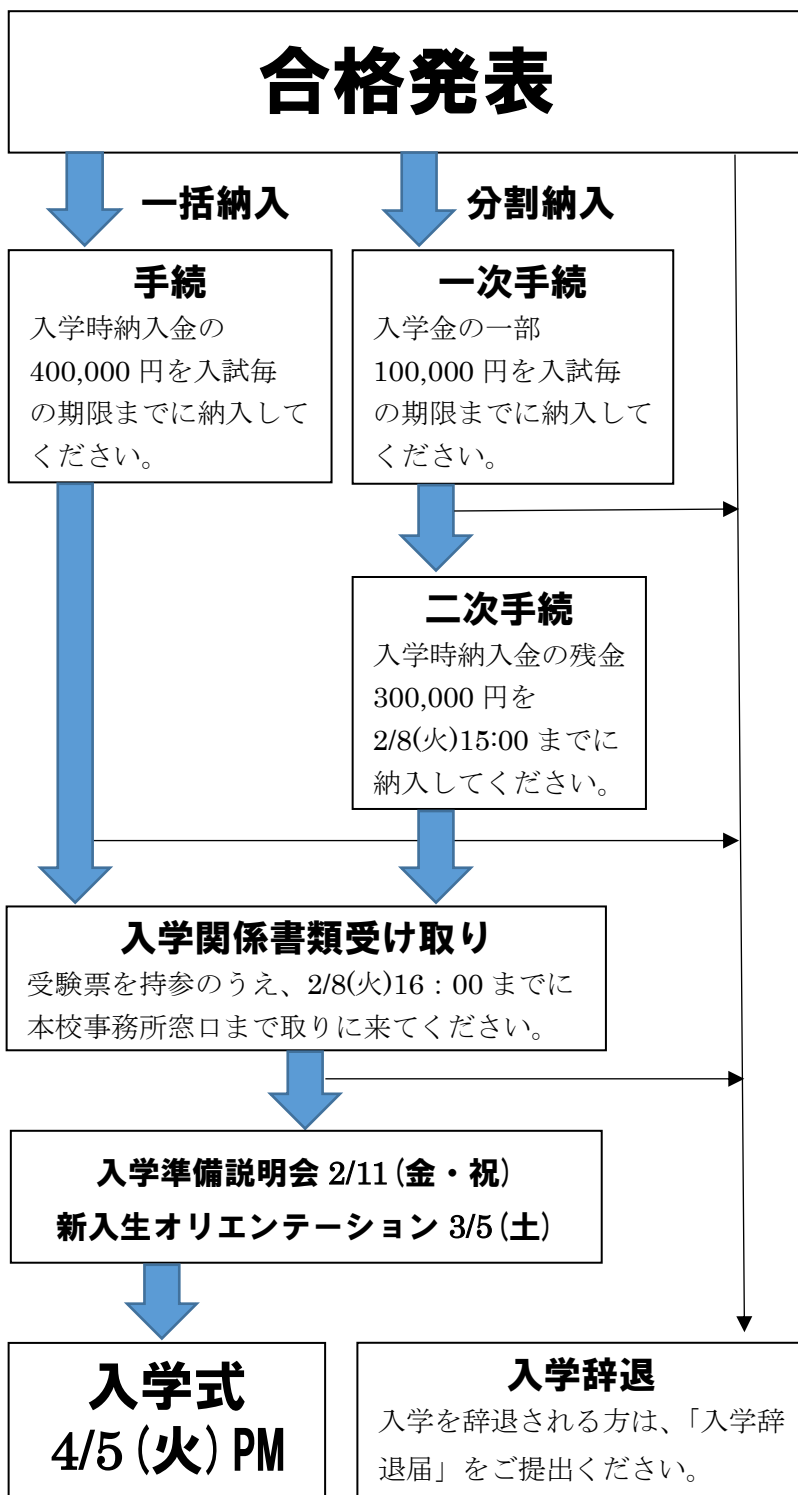 合格発表
一括納入
分割納入
手続
入学時納入金の
400,000 円を入試毎
の期限までに納入して
ください。
一次手続
入学金の一部
100,000 円を入試毎
の期限までに納入して
ください。
二次手続
入学時納入金の残金
300,000 円を
2/8(火)15:00 までに
納入してください。
入学関係書類受け取り
受験票を持参のうえ、2/8(火)16：00 までに
本校事務所窓口まで取りに来てください。
入学準備説明会 2/11(金・祝)
新入生オリエンテーション 3/5(土)
入学式
4/5(火)PM
入学辞退
入学を辞退される方は、「入学辞
退届」をご提出ください。